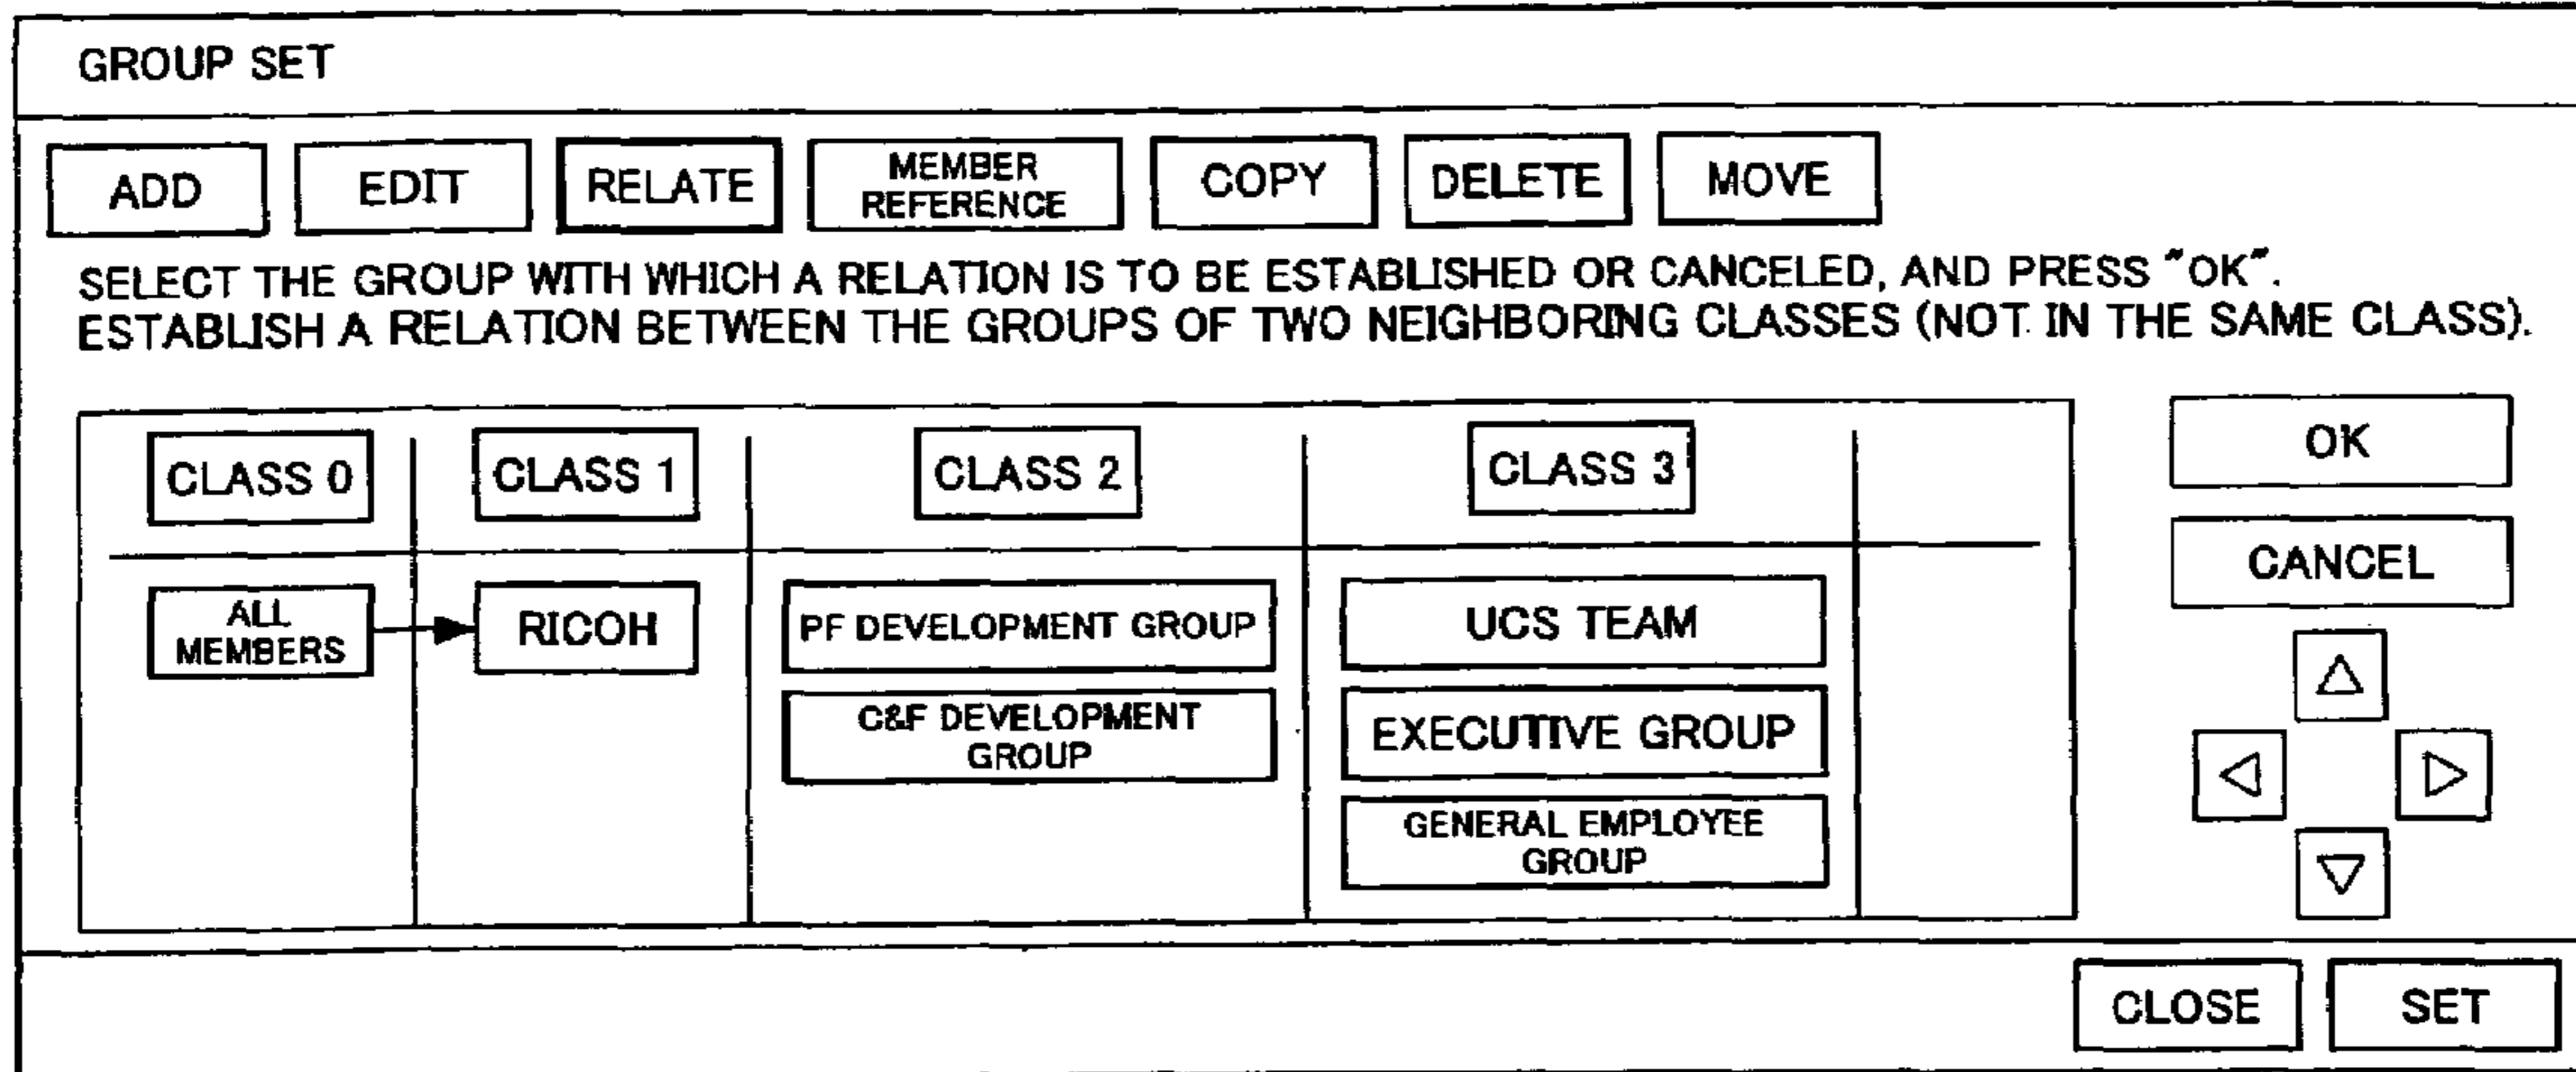 GROUP SET
ADD
EDIT
RELATE
MEMBER
REFERENCE
COPY
DELETE
MOVE
SELECT THE GROUP WITH WHICH A RELATION IS TO BE ESTABLISHED OR CANCELED, AND PRESS "OK".
ESTABLISH A RELATION BETWEEN THE GROUPS OF TWO NEIGHBORING CLASSES (NOT IN THE SAME CLASS).
CLASS 0
CLASS 1
CLASS 2
CLASS 3
ALL
MEMBERS
RICOH
PF DEVELOPMENT GROUP
C&F DEVELOPMENT
GROUP
UCS TEAM
EXECUTIVE GROUP
GENERAL EMPLOYEE
GROUP
OK
CANCEL
CLOSE
SET